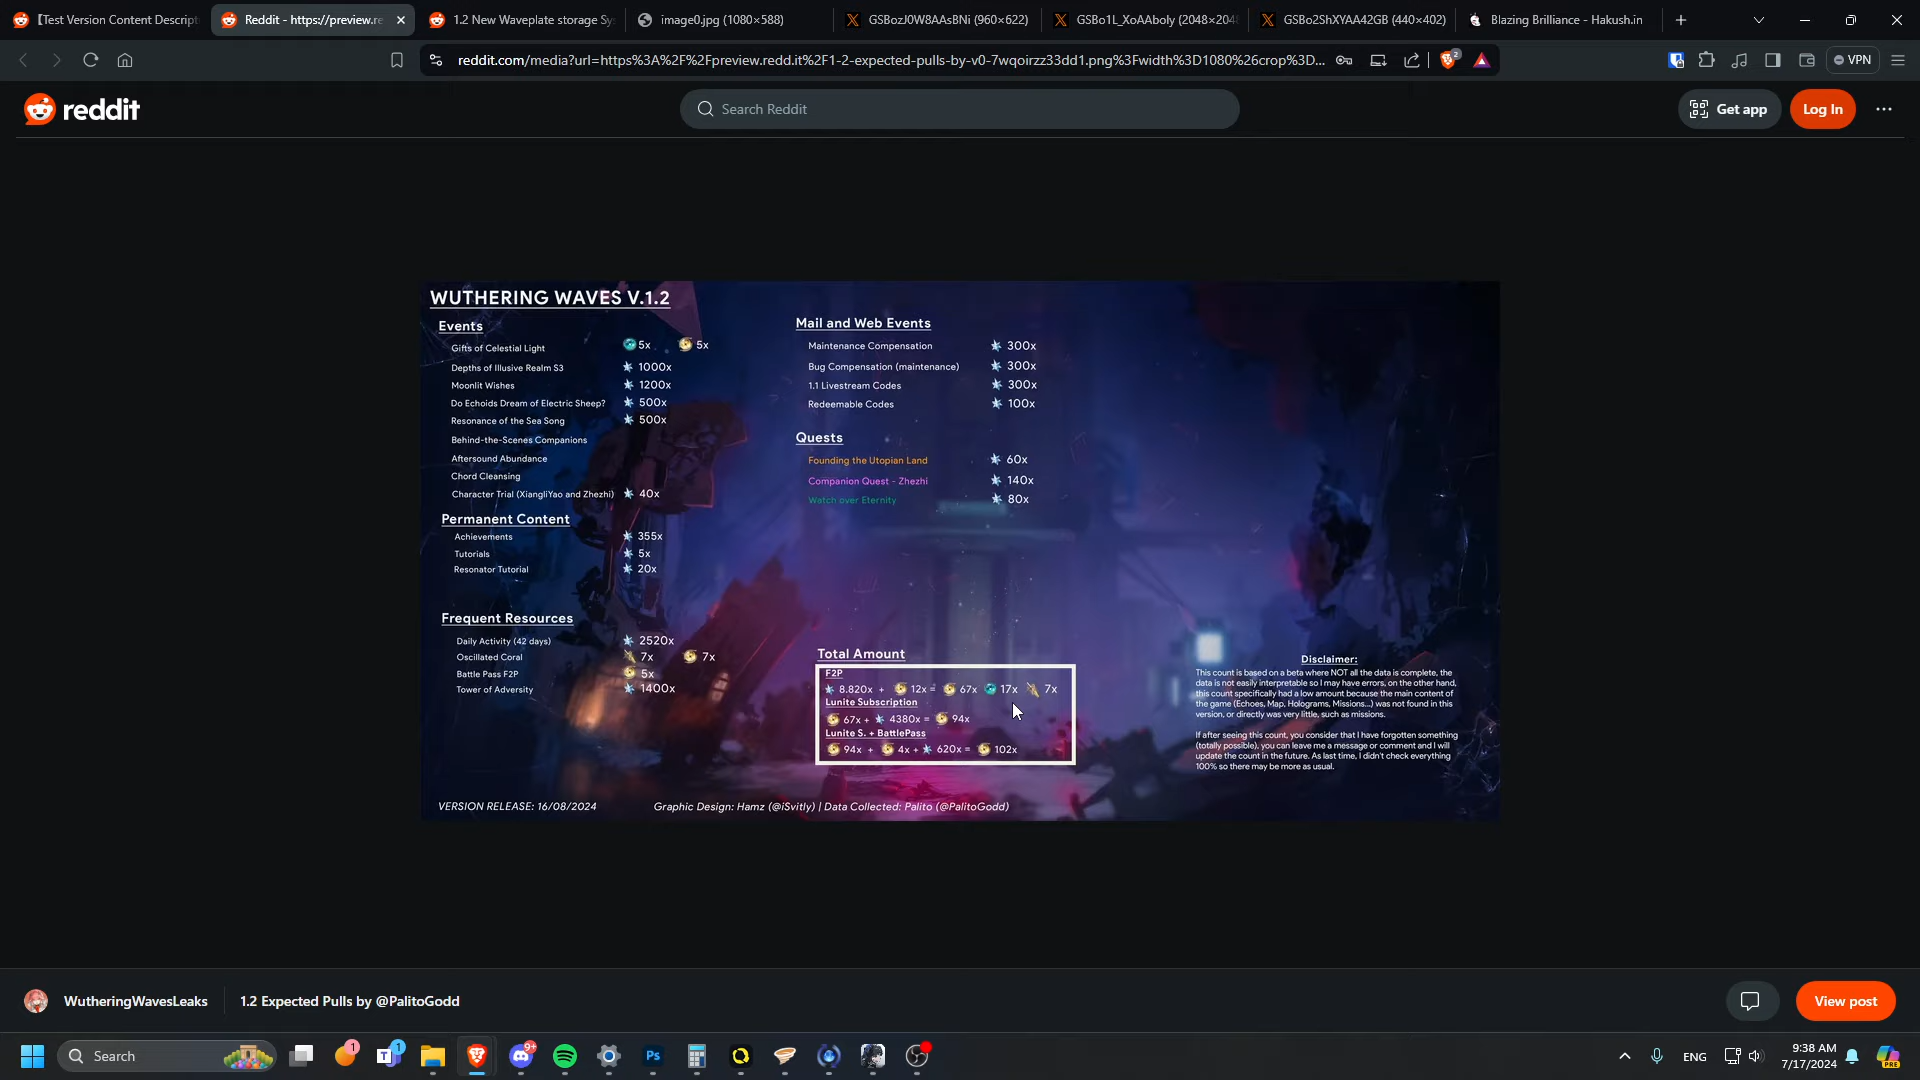 【Test Version Content Descript
Reddit - https://preview.re
1.2 New Waveplate storage Sy
image0.jpg (1080×588)
GSBozJ0W8AAsBNi (960×622)
GSBo1L_XoAAboly (2048×204
GSBo2ShXYAA42GB (440×402)
Blazing Brilliance - Hakush.in
reddit.com/media?url=https%3A%2F%2Fpreview.redd.it%2F1-2-expected-pulls-by-v0-7wqoirzz33dd1.png%3Fwidth%3D1080%26crop%3D...
2
VPN
reddit
Search Reddit
Get app
Log In
WUTHERING WAVES V.1.2
Events
Gifts of Celestial Light 5x 5x
Depths of Illusive Realm S3 1000x
Moonlit Wishes 1200x
Do Echoids Dream of Electric Sheep? 500x
Resonance of the Sea Song 500x
Behind-the-Scenes Companions
Aftersound Abundance
Chord Cleansing
Character Trial (XiangliYao and Zhezhi) 40x
Permanent Content
Achievements 355x
Tutorials 5x
Resonator Tutorial 20x
Frequent Resources
Daily Activity (42 days) 2520x
Oscillated Coral 7x 7x
Battle Pass F2P 5x
Tower of Adversity 1400x
Mail and Web Events
Maintenance Compensation 300x
Bug Compensation (maintenance) 300x
1.1 Livestream Codes 300x
Redeemable Codes 100x
Quests
Founding the Utopian Land 60x
Companion Quest - Zhezhi 140x
Watch over Eternity 80x
Total Amount
F2P
8.820x + 12x = 67x 17x 7x
Lunite Subscription
67x + 4380x = 94x
Lunite S. + BattlePass
94x + 4x + 620x = 102x
Disclaimer:
This count is based on a beta where NOT all the data is complete, the
data is not easily interpretable so I may have errors, on the other hand,
this count specifically had a low amount because the main content of
the game (Echoes, Map, Holograms, Missions...) was not found in this
version, or directly was very little, such as missions.
If after seeing this count, you consider that I have forgotten something
(totally possible), you can leave me a message or comment and I will
update the count in the future. As last time, I didn't check everything
100% so there may be more as usual.
VERSION RELEASE: 16/08/2024
Graphic Design: Hamz (@iSvitly) | Data Collected: Palito (@PalitoGodd)
WutheringWavesLeaks
1.2 Expected Pulls by @PalitoGodd
View post
Search
1
1
9+
Ps
ENG
9:38 AM
7/17/2024
PRE